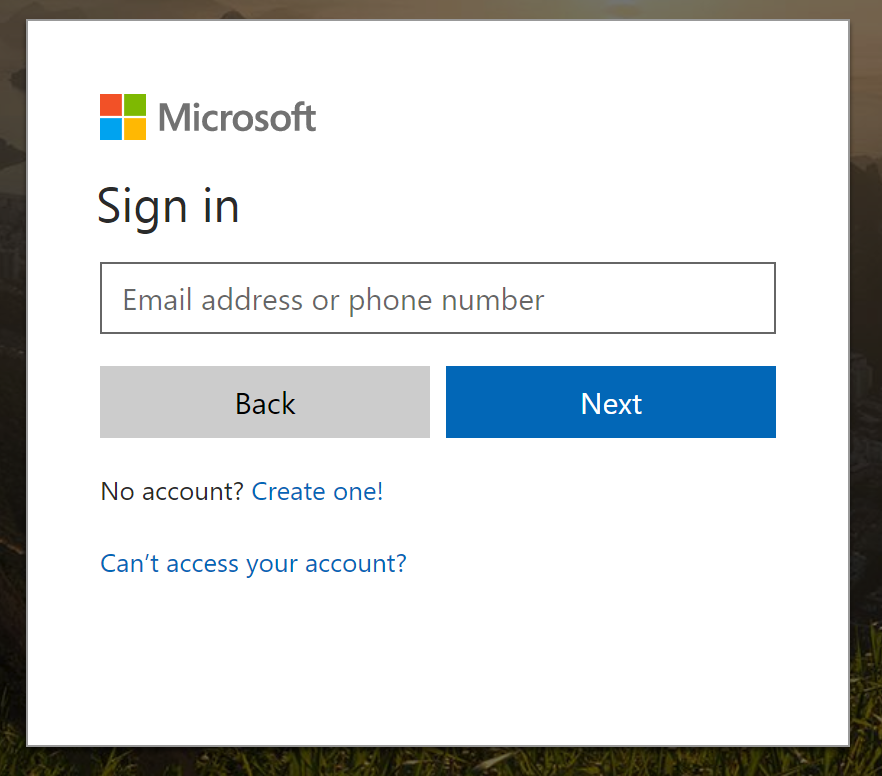 Microsoft
Sign in
Email address or phone number
Back
Next
No account? Create one!
Can’t access your account?